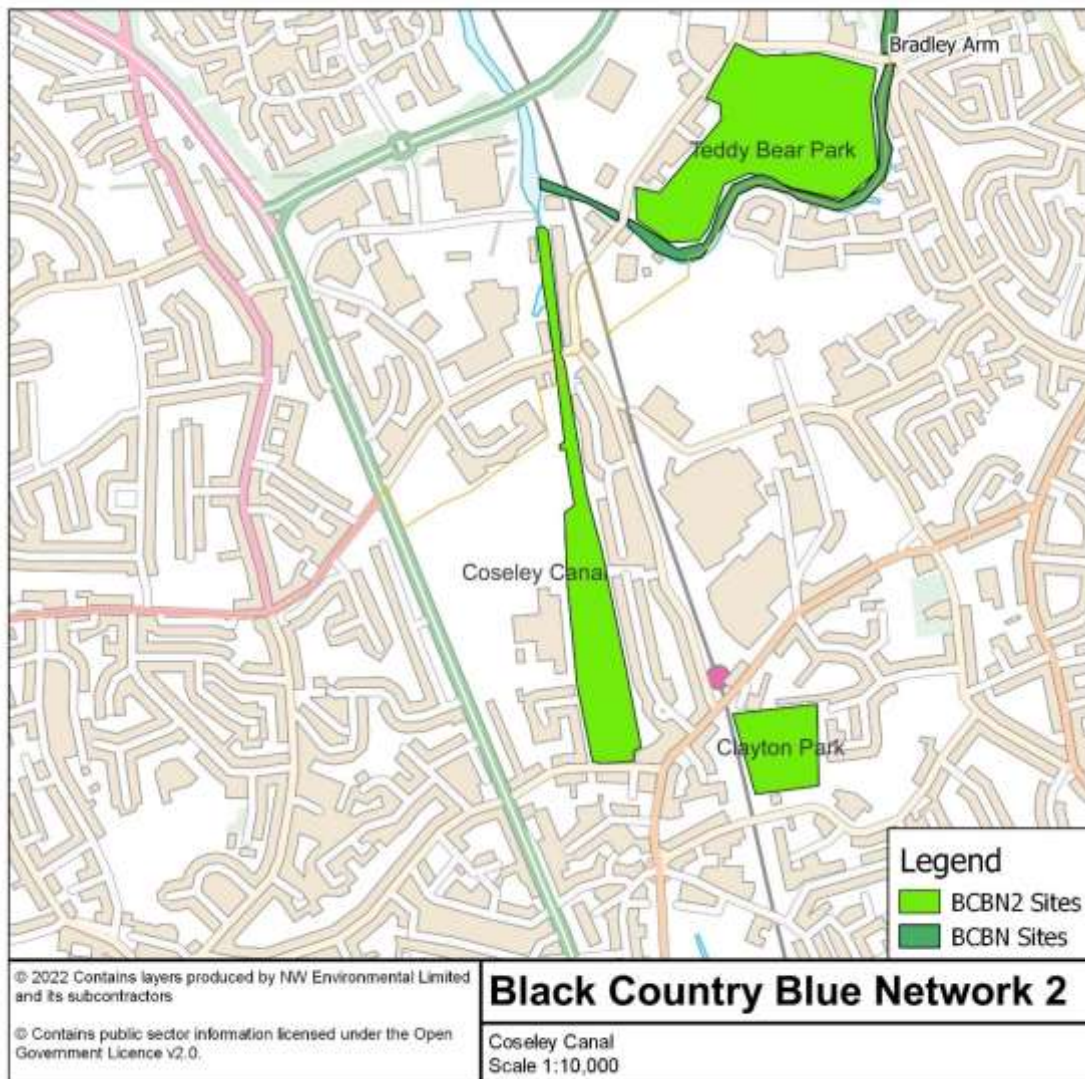 Bradley Arm
Teddy Bear Park
Coseley Canal
Clayton Park
Legend
BCBN2 Sites
BCBN Sites
© 2022 Contains layers produced by NW Environmental Limited
and its subcontractors
© Contains public sector information licensed under the Open
Government Licence v2.0.
Black Country Blue Network 2
Coseley Canal
Scale 1:10,000